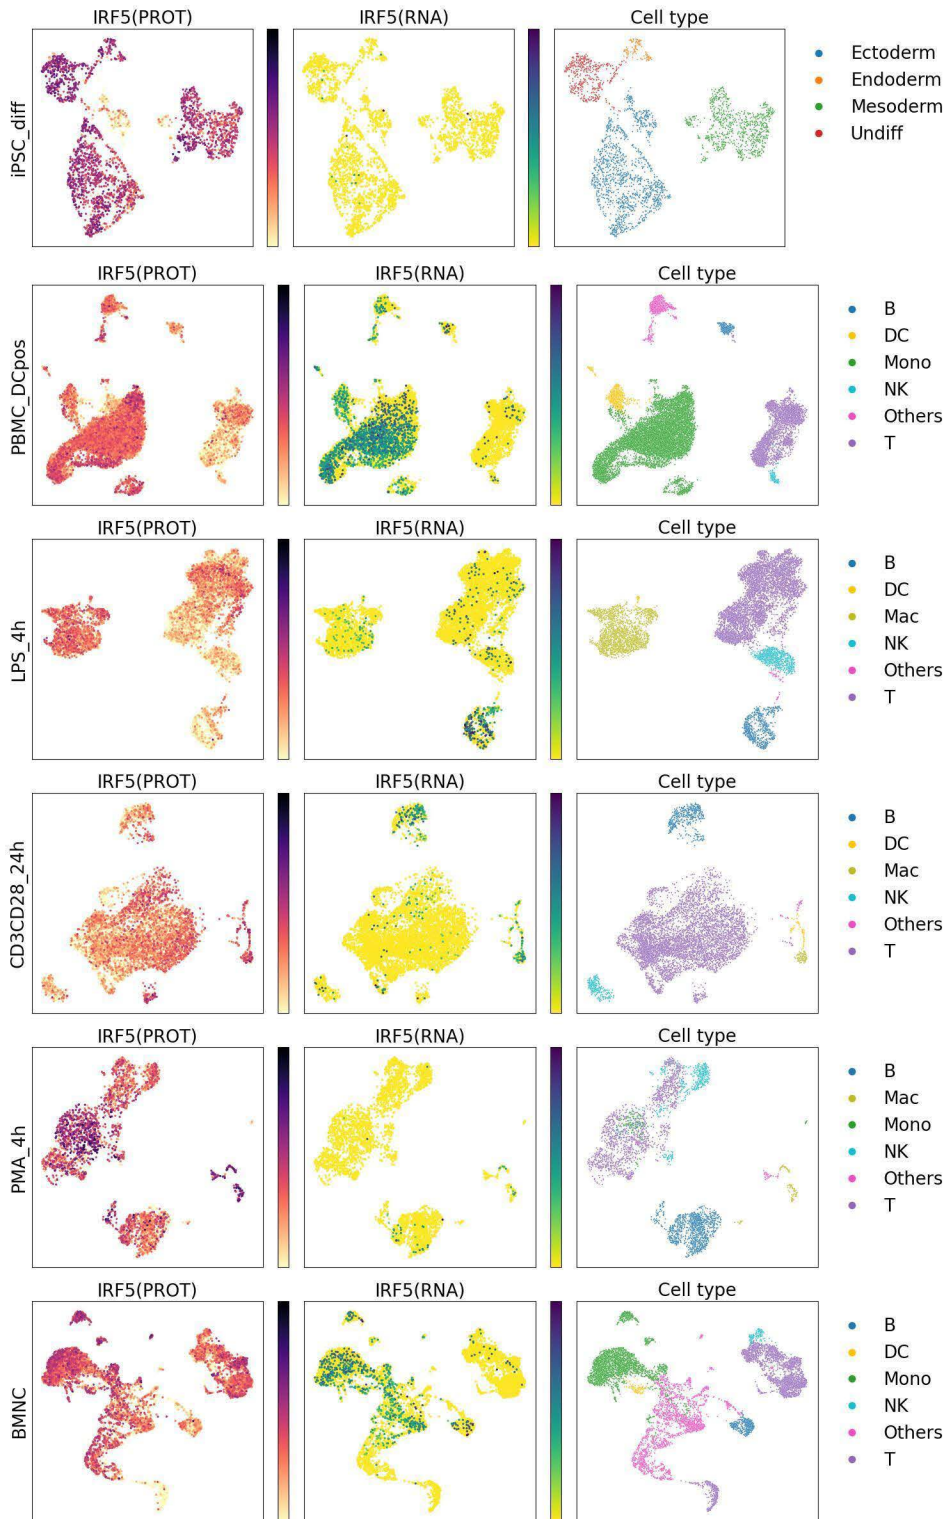 IRF5(PROT) IRF5(RNA) Cell type
iPSC_diff
Ectoderm
Endoderm
Mesoderm
Undiff
IRF5(PROT) IRF5(RNA) Cell type
PBMC_DCpos
B
DC
Mono
NK
Others
T
IRF5(PROT) IRF5(RNA) Cell type
LPS_4h
B
DC
Mac
NK
Others
T
IRF5(PROT) IRF5(RNA) Cell type
CD3CD28_24h
B
DC
Mac
NK
Others
T
IRF5(PROT) IRF5(RNA) Cell type
PMA_4h
B
Mac
Mono
NK
Others
T
IRF5(PROT) IRF5(RNA) Cell type
BMNC
B
DC
Mono
NK
Others
T